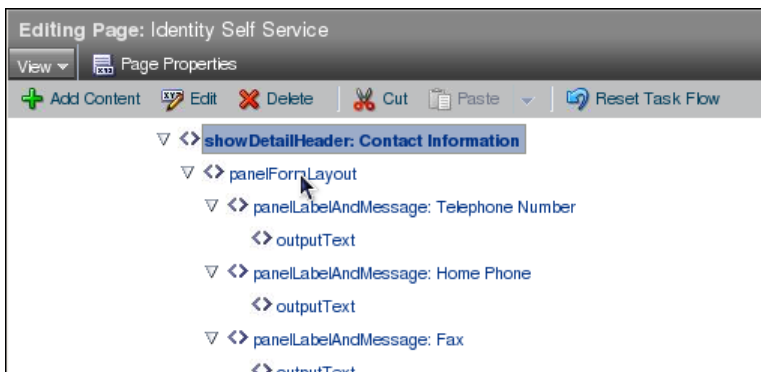 Editing Page: Identity Self Service
View Page Properties
Add Content Edit Delete Cut Paste Reset Task Flow
showDetailHeader: Contact Information
panelFormLayout
panelLabelAndMessage: Telephone Number
outputText
panelLabelAndMessage: Home Phone
outputText
panelLabelAndMessage: Fax
outputText